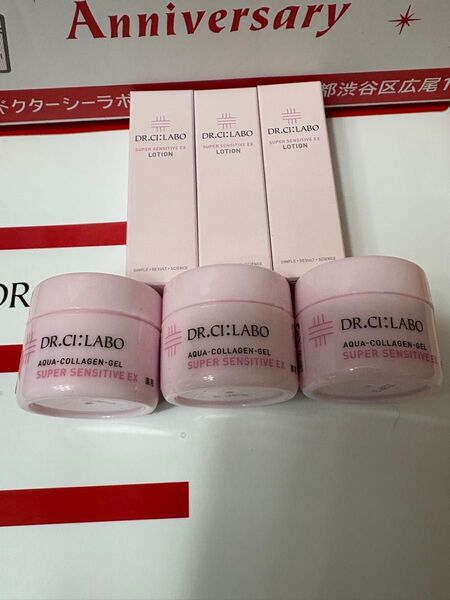 Anniversary
ドクターシーラボ
都渋谷区広尾1
DR.CI:LABO
SUPER SENSITIVE EX
LOTION
SIMPLE • RESULT • SCIENCE
DR.CI:LABO
SUPER SENSITIVE EX
LOTION
DR.CI:LABO
SUPER SENSITIVE EX
LOTION
SIMPLE • RESULT • SCIENCE
DR
DR.CI:LABO
AQUA-COLLAGEN-GEL
SUPER SENSITIVE EX
DR.CI:LABO
AQUA-COLLAGEN-GEL
SUPER SENSITIVE EX
DR.CI:LABO
AQUA-COLLAGEN-GEL
SUPER SENSITIVE EX